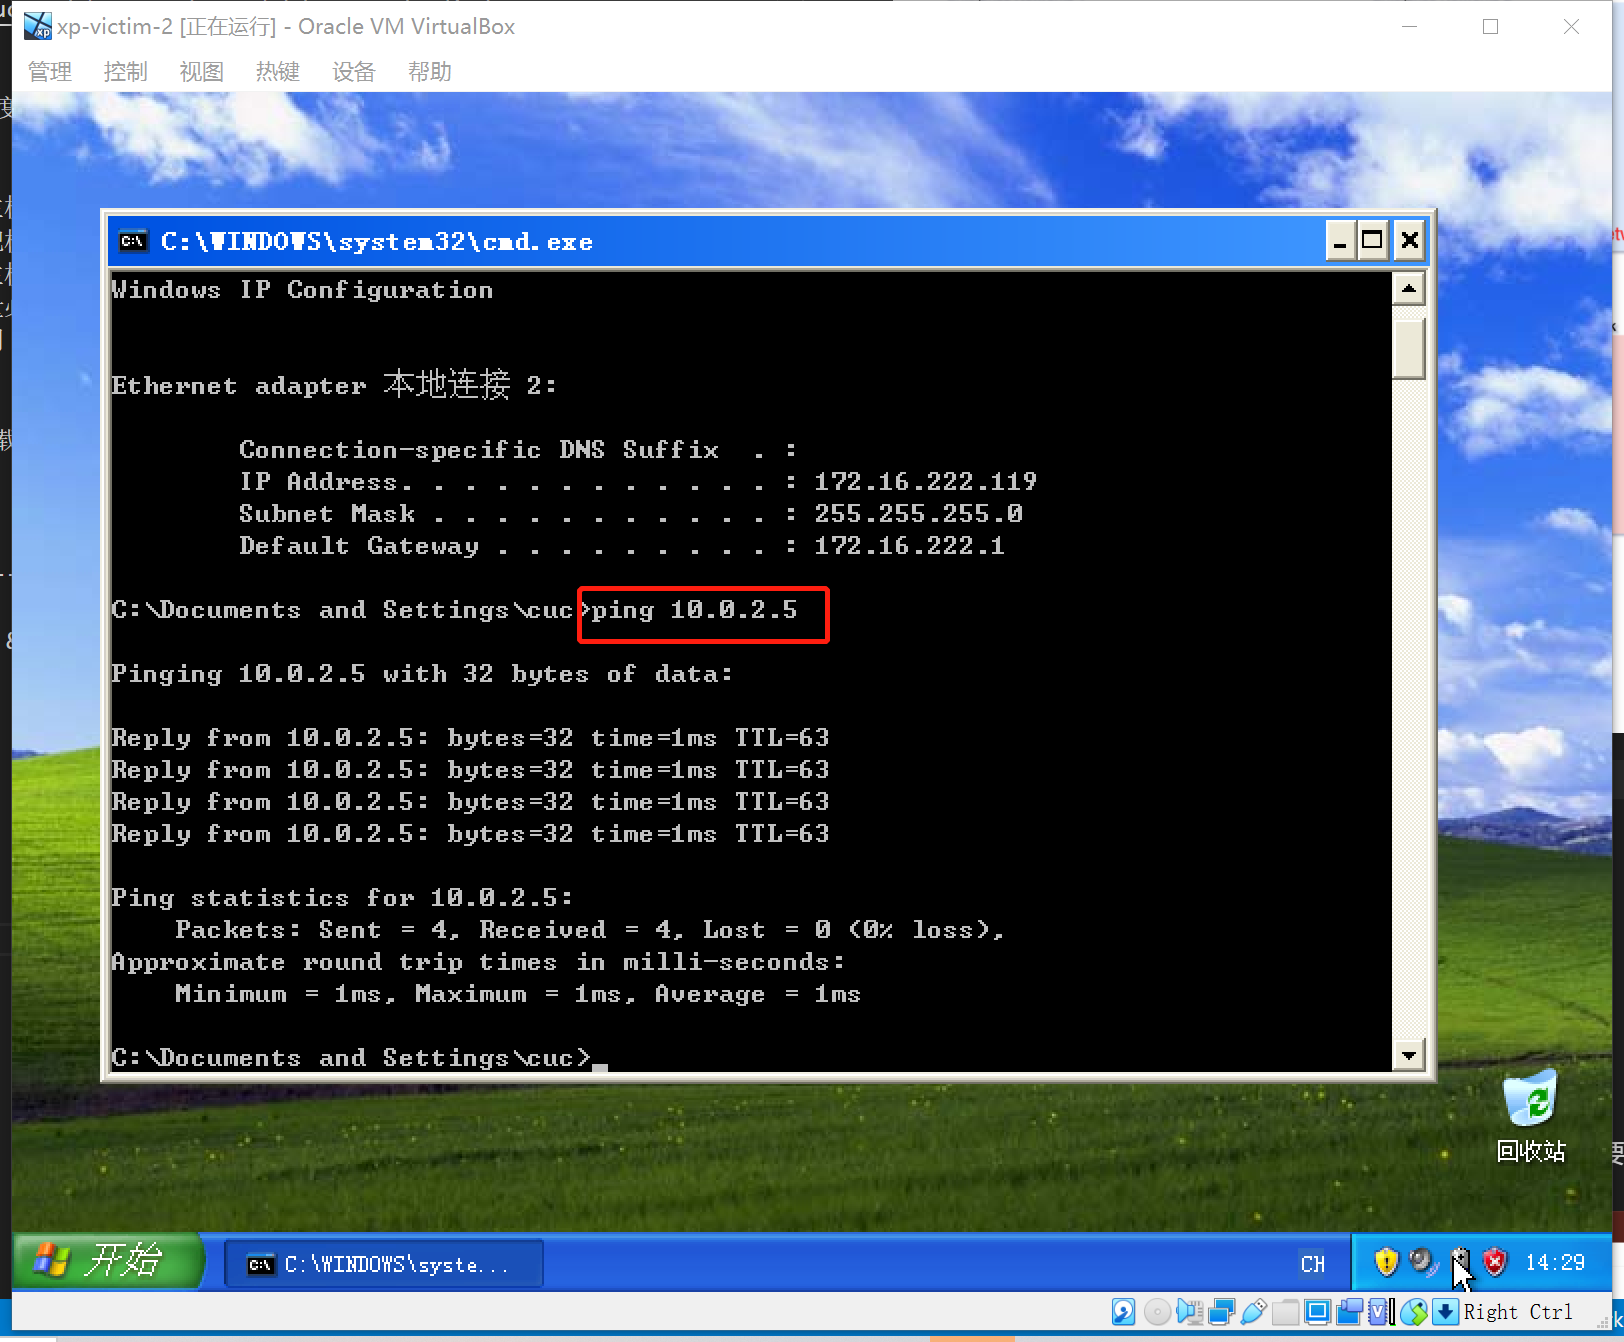 xp-victim-2 [正在运行] - Oracle VM VirtualBox
管理 控制 视图 热键 设备 帮助
C:\WINDOWS\system32\cmd.exe
Windows IP Configuration
Ethernet adapter 本地连接 2:
Connection-specific DNS Suffix  . :
IP Address. . . . . . . . . . . . : 172.16.222.119
Subnet Mask . . . . . . . . . . . : 255.255.255.0
Default Gateway . . . . . . . . . : 172.16.222.1
C:\Documents and Settings\cuc>ping 10.0.2.5
Pinging 10.0.2.5 with 32 bytes of data:
Reply from 10.0.2.5: bytes=32 time=1ms TTL=63
Reply from 10.0.2.5: bytes=32 time=1ms TTL=63
Reply from 10.0.2.5: bytes=32 time=1ms TTL=63
Reply from 10.0.2.5: bytes=32 time=1ms TTL=63
Ping statistics for 10.0.2.5:
Packets: Sent = 4, Received = 4, Lost = 0 (0% loss),
Approximate round trip times in milli-seconds:
Minimum = 1ms, Maximum = 1ms, Average = 1ms
C:\Documents and Settings\cuc>
回收站
开始 C:\WINDOWS\syste... CH 14:29
Right Ctrl